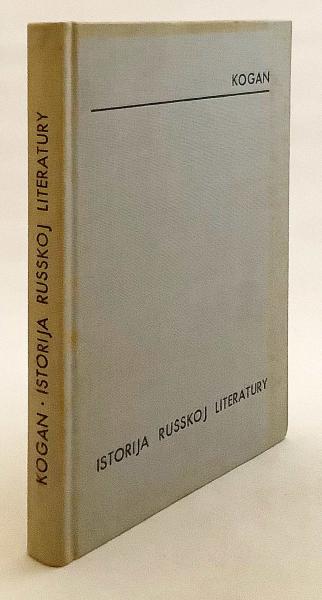 KOGAN · ISTORIJA RUSSKOJ LITERATURY
KOGAN
ISTORIJA RUSSKOJ LITERATURY